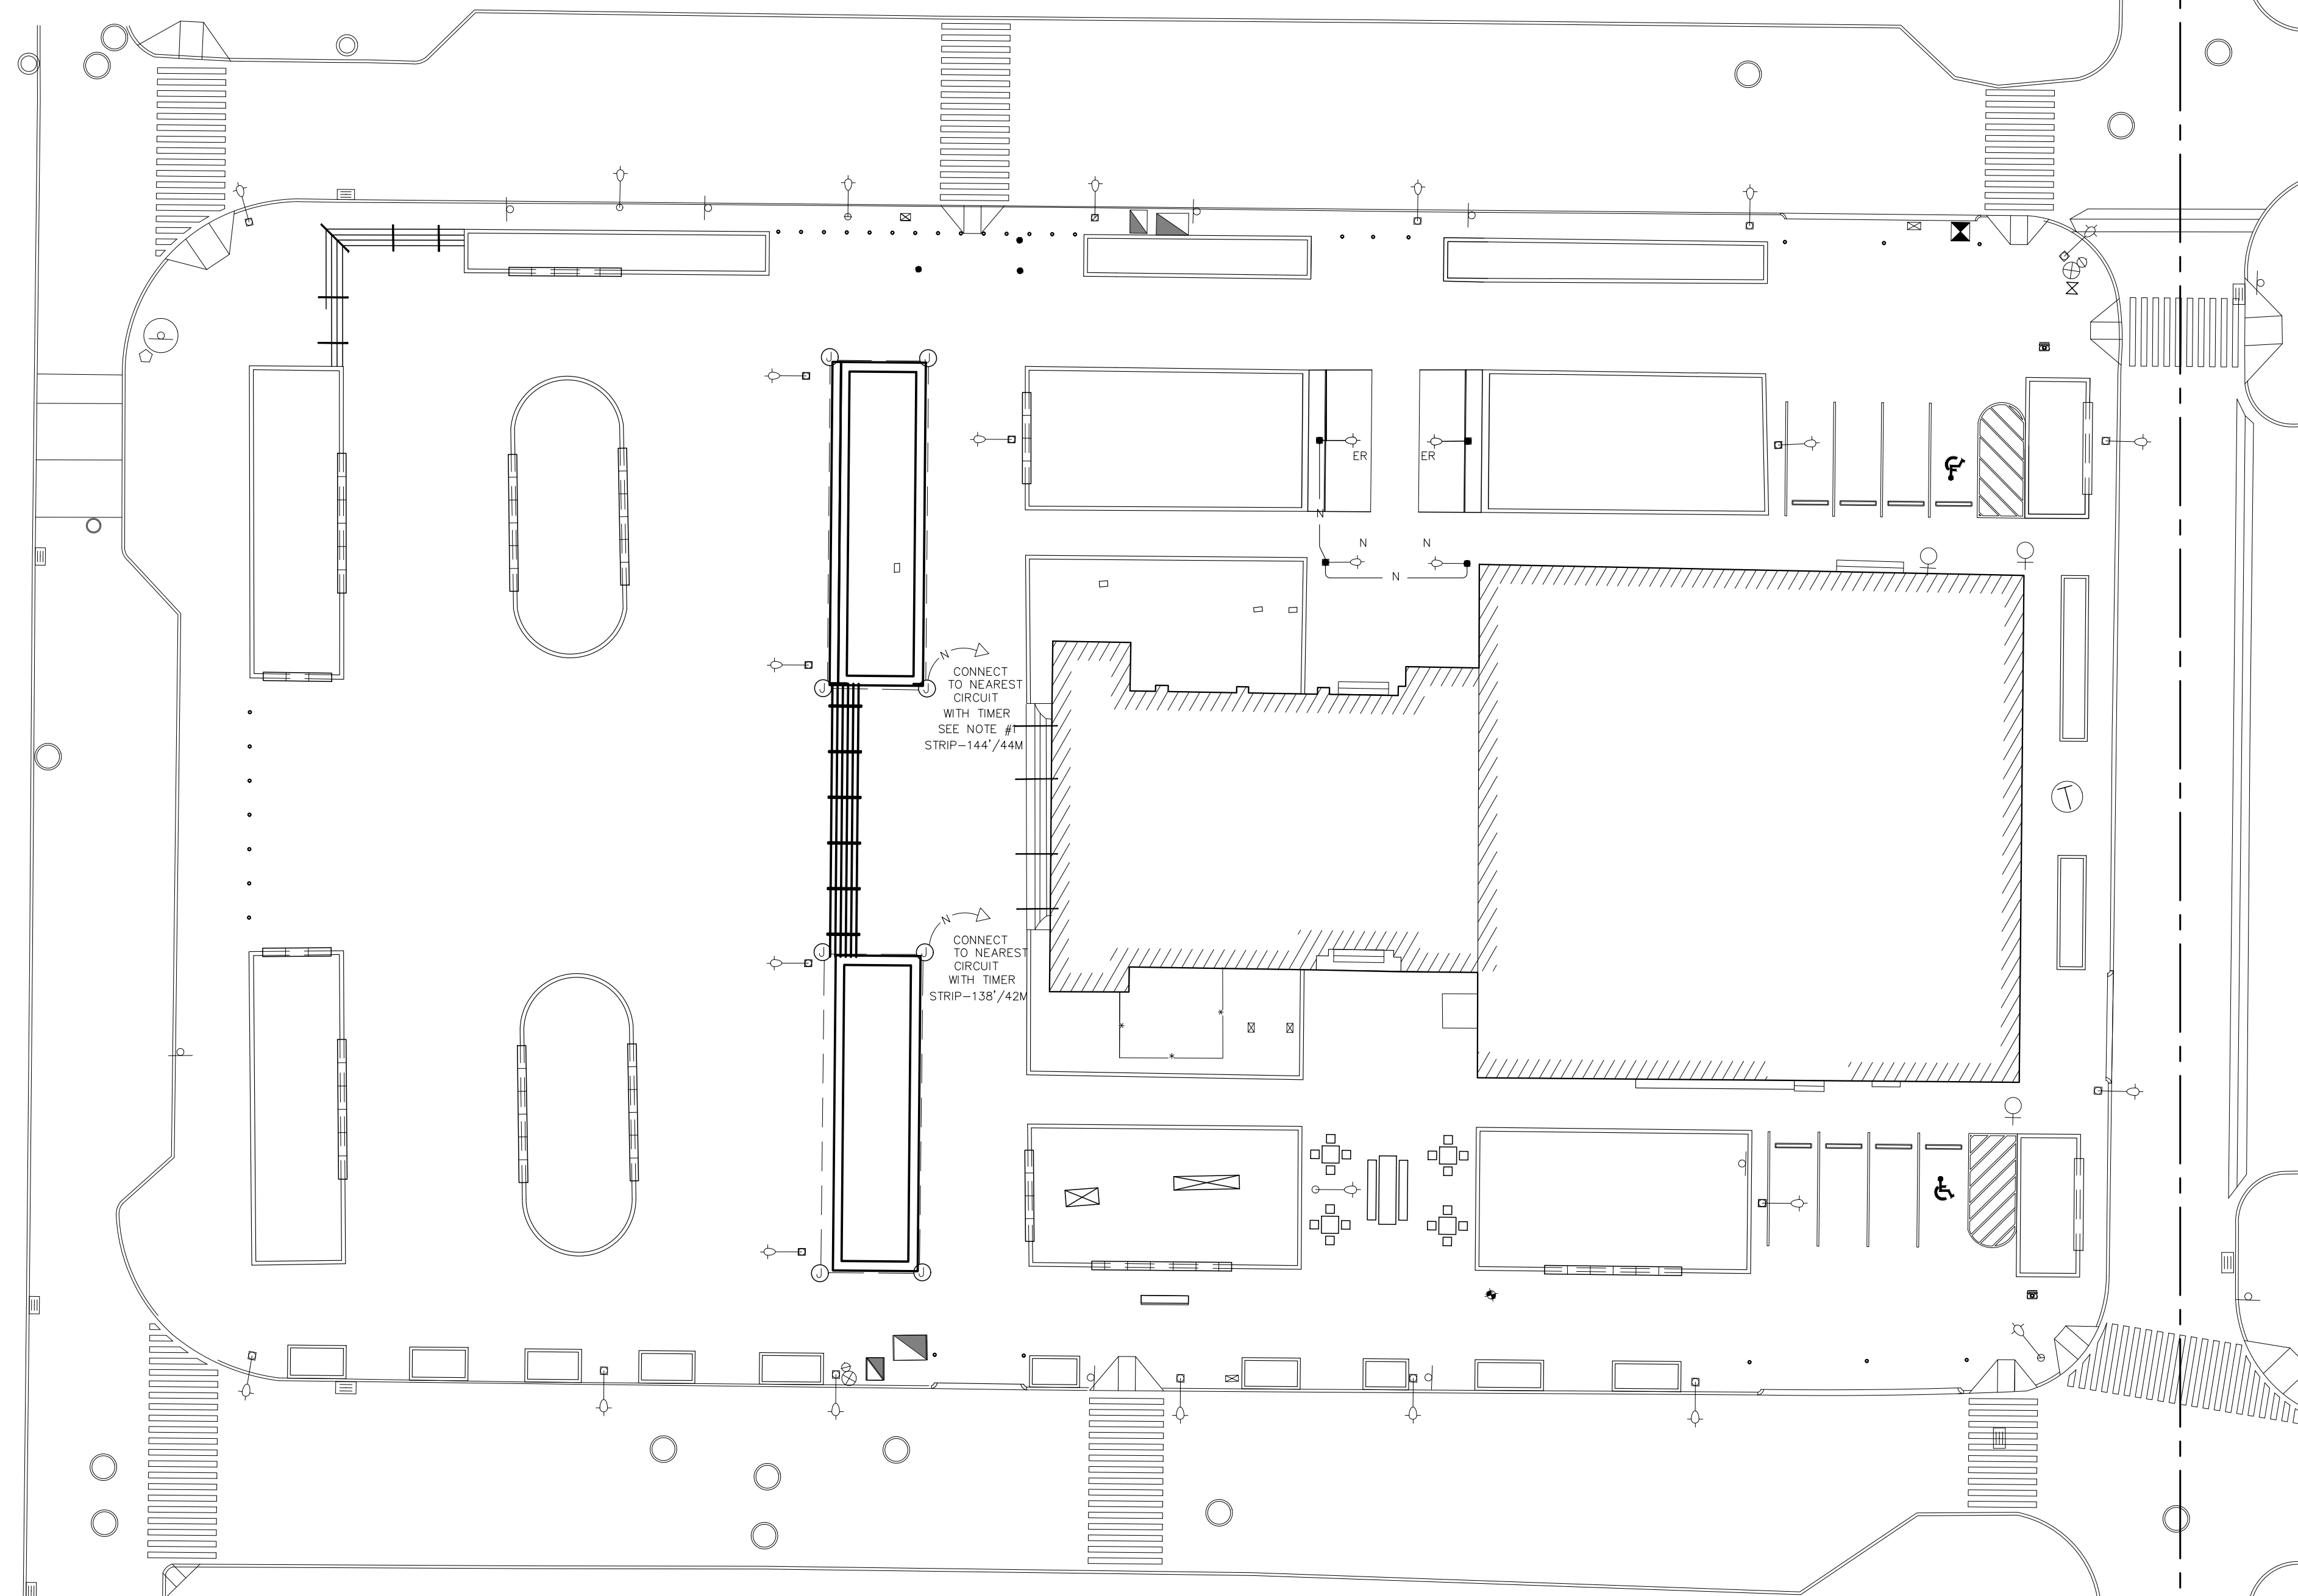 ER
ER
N
N
N
N
N
CONNECT
TO NEAREST
CIRCUIT
WITH TIMER
SEE NOTE #1
STRIP-144'/44M
N
CONNECT
TO NEAREST
CIRCUIT
WITH TIMER
STRIP-138'/42M
J
J
J
J
J
J
J
J
T